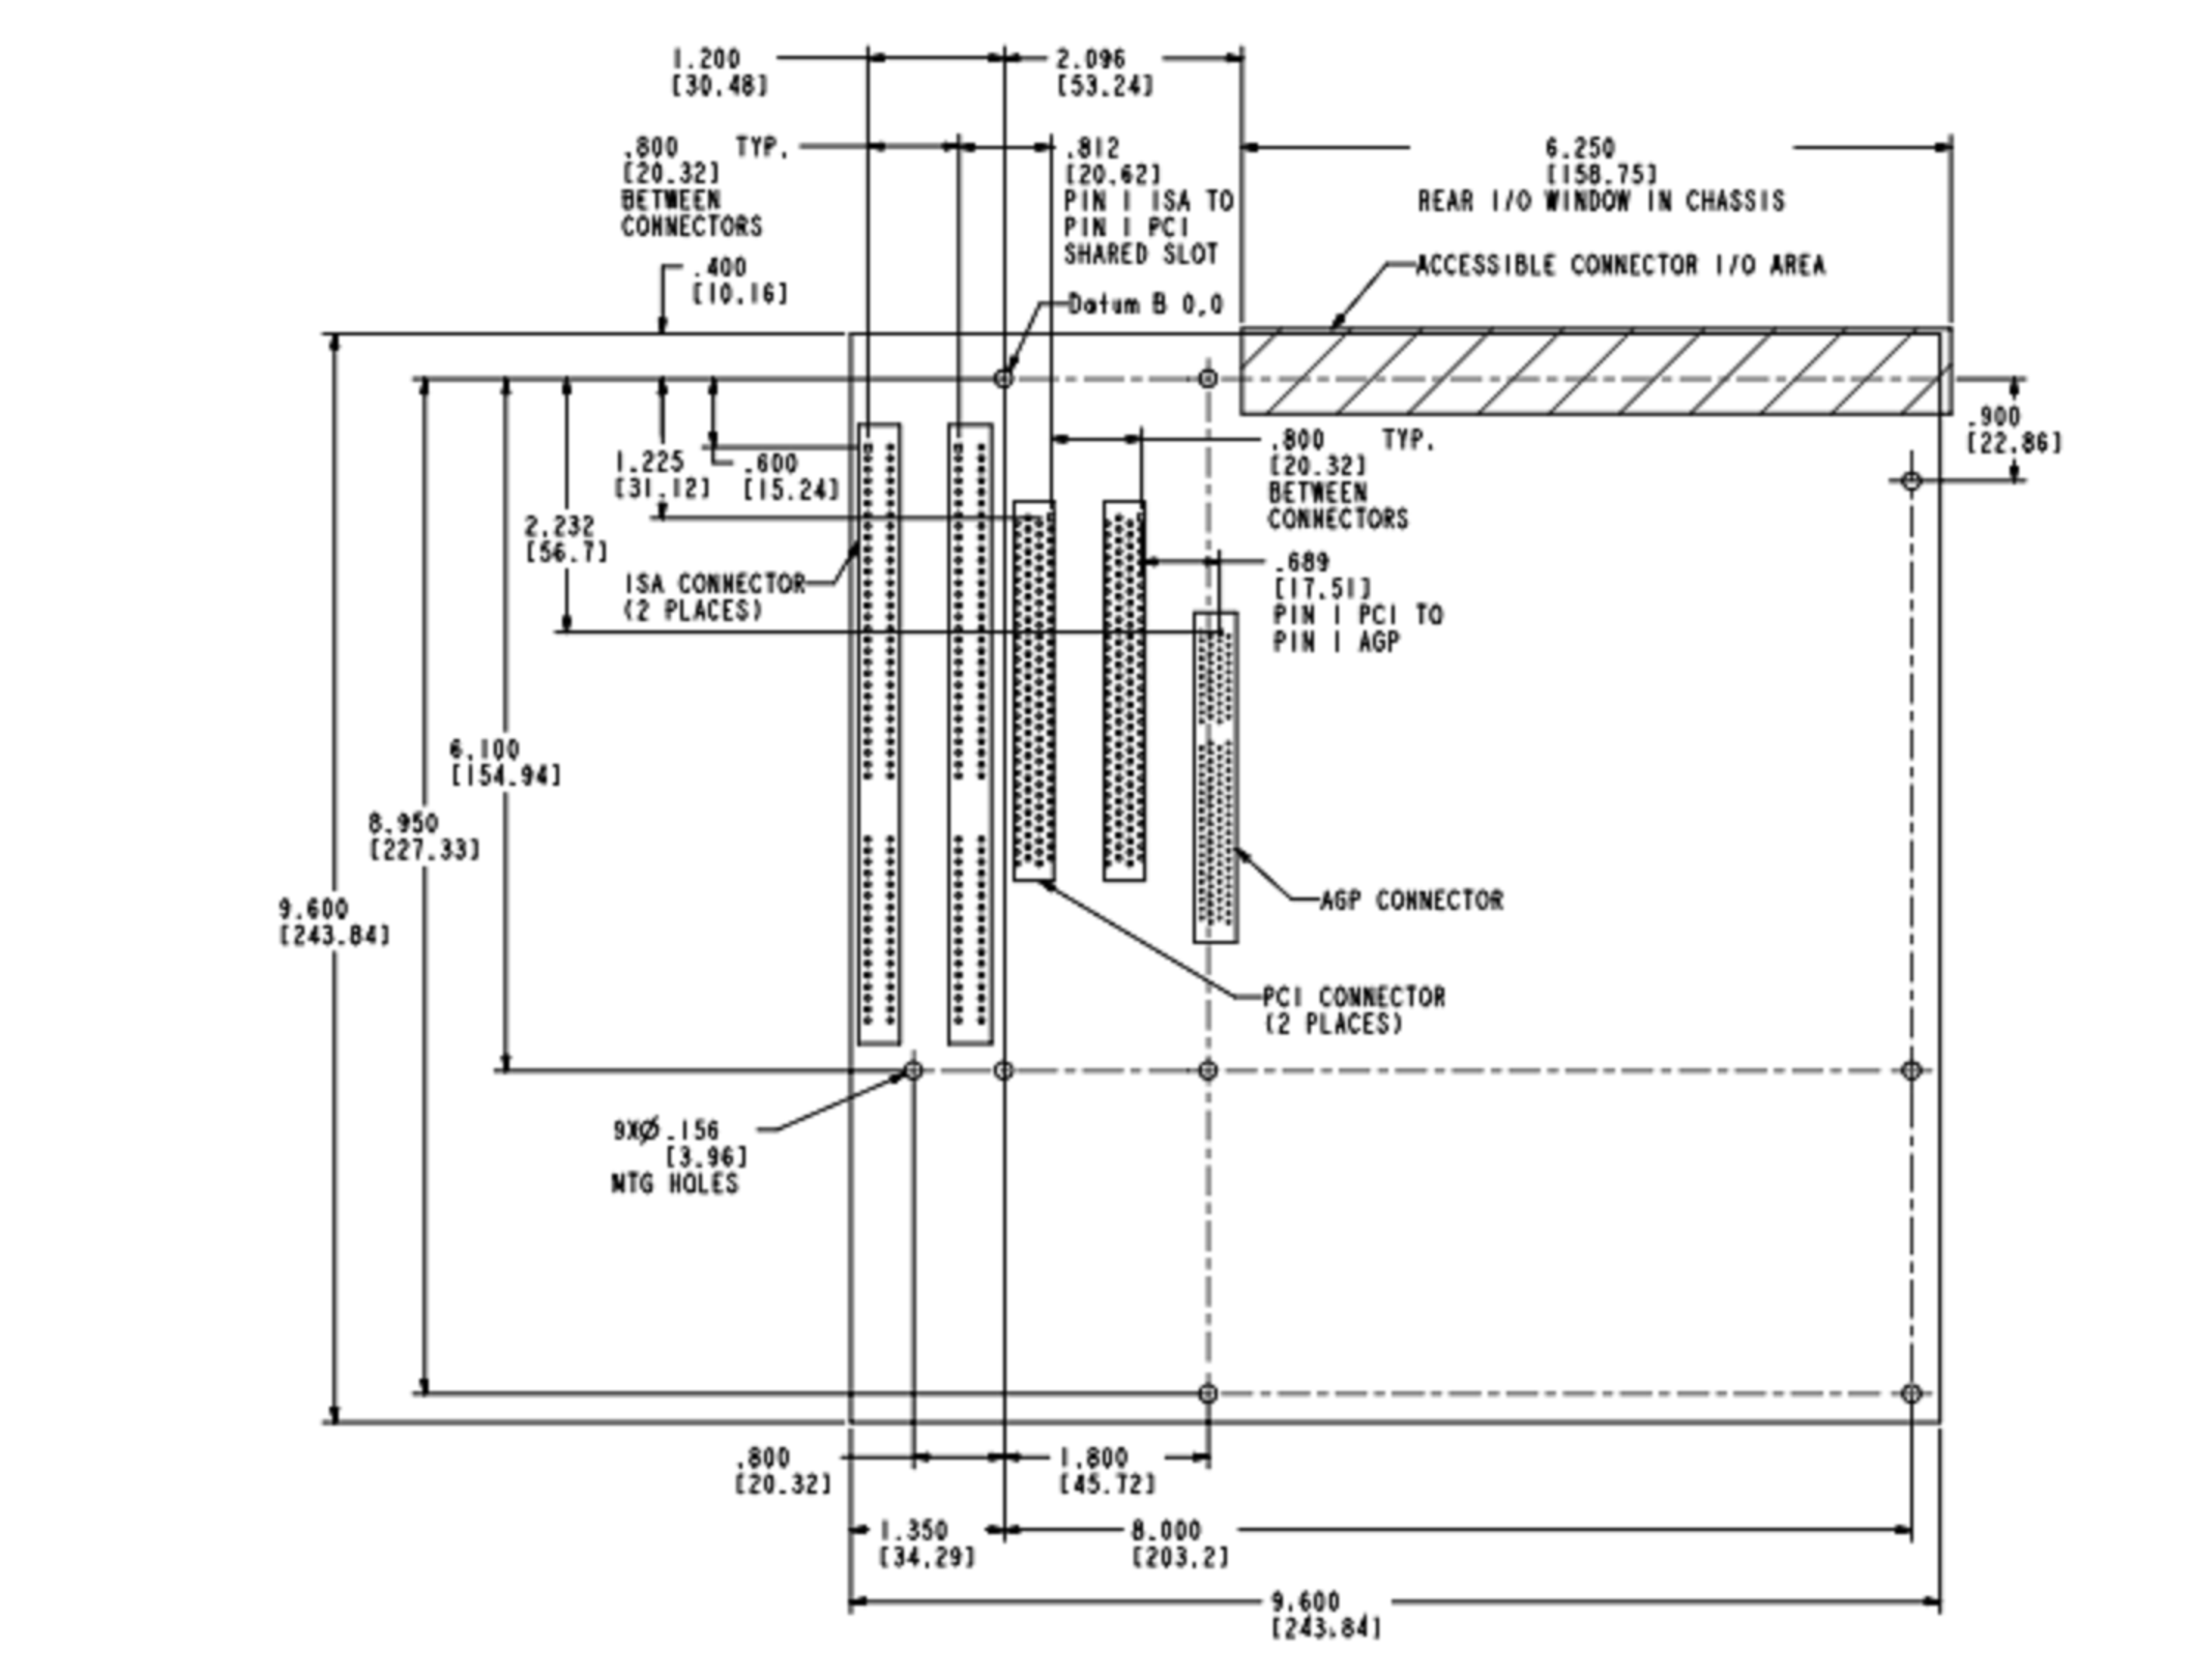 1.200
[30.48]
2.096
[53.24]
.800 TYP.
[20.32]
BETWEEN
CONNECTORS
.812
[20.62]
PIN 1 ISA TO
PIN 1 PCI
SHARED SLOT
6.250
[158.75]
REAR I/O WINDOW IN CHASSIS
.400
[10.16]
ACCESSIBLE CONNECTOR I/O AREA
Datum B 0,0
.900
[22.86]
.800 TYP.
[20.32]
BETWEEN
CONNECTORS
1.225
[31.12]
.600
[15.24]
2.232
[56.7]
.689
[17.51]
PIN 1 PCI TO
PIN 1 AGP
ISA CONNECTOR
(2 PLACES)
6.100
[154.94]
8.950
[227.33]
9.600
[243.84]
AGP CONNECTOR
PCI CONNECTOR
(2 PLACES)
9XØ .156
[3.96]
MTG HOLES
.800
[20.32]
1.800
[45.72]
1.350
[34.29]
8.000
[203.2]
9.600
[243.84]